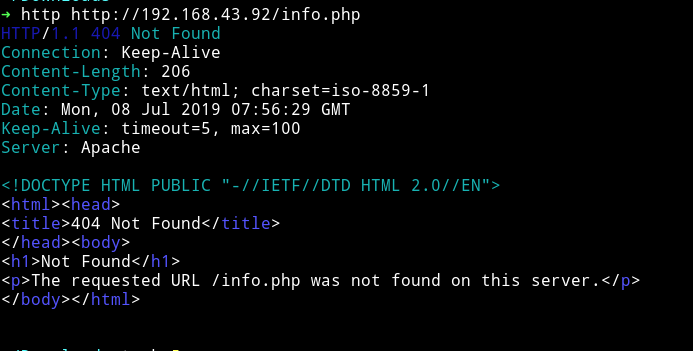 ➜ http http://192.168.43.92/info.php
HTTP/1.1 404 Not Found
Connection: Keep-Alive
Content-Length: 206
Content-Type: text/html; charset=iso-8859-1
Date: Mon, 08 Jul 2019 07:56:29 GMT
Keep-Alive: timeout=5, max=100
Server: Apache
<!DOCTYPE HTML PUBLIC "-//IETF//DTD HTML 2.0//EN">
<html><head>
<title>404 Not Found</title>
</head><body>
<h1>Not Found</h1>
<p>The requested URL /info.php was not found on this server.</p>
</body></html>